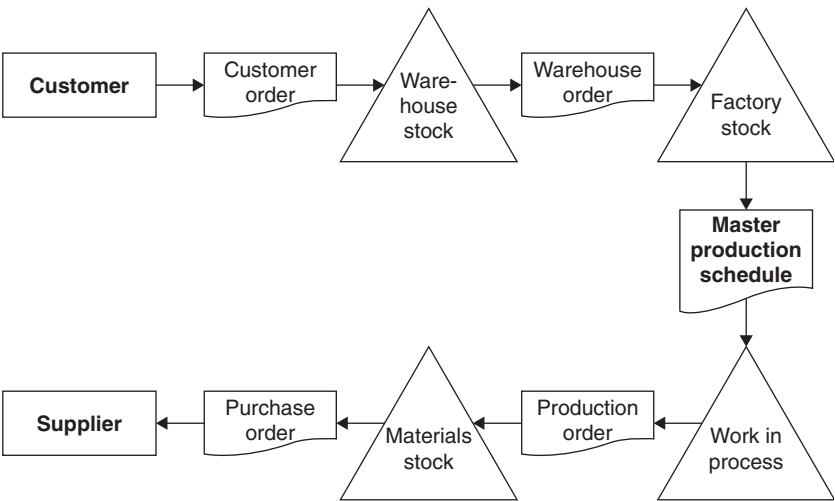 Customer
Customer
order
Ware-
house
stock
Warehouse
order
Factory
stock
Master
production
schedule
Supplier
Purchase
order
Materials
stock
Production
order
Work in
process